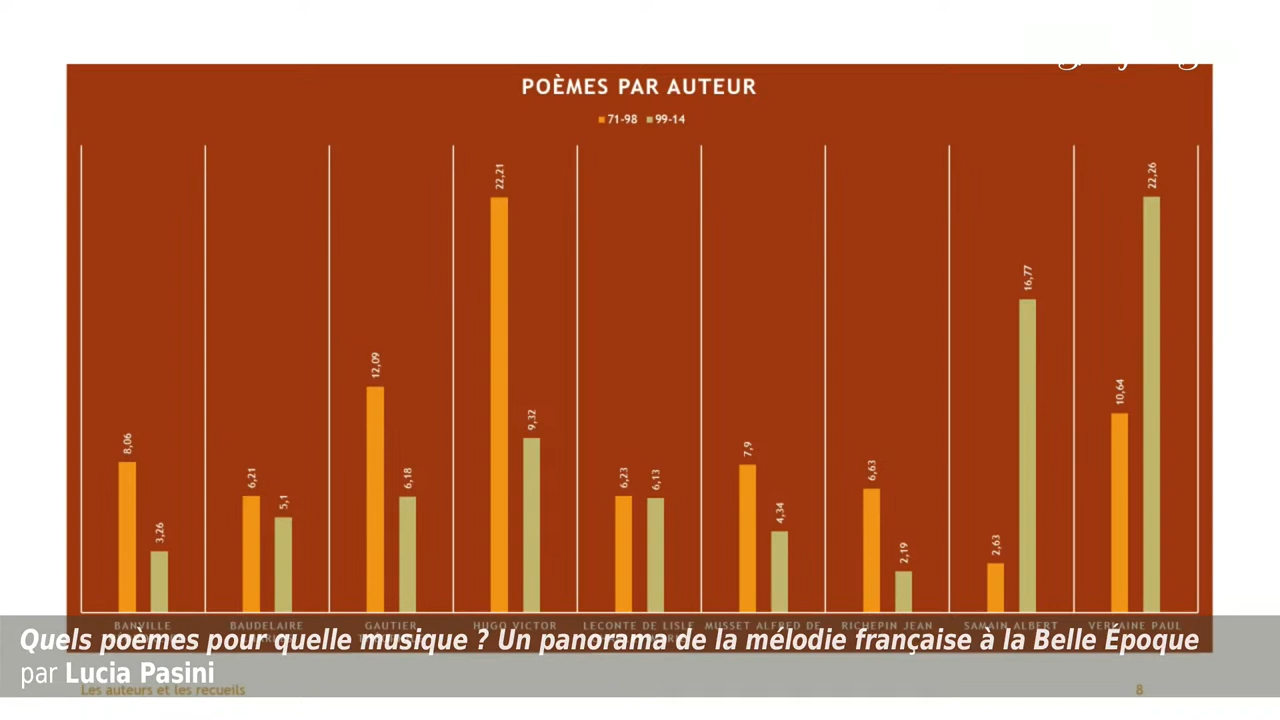 POÈMES PAR AUTEUR
71-98 99-14
8,06
3,26
6,21
5,1
12,09
6,18
22,21
9,32
6,23
6,13
7,9
4,34
6,63
2,19
2,63
16,77
10,64
22,26
BANVILLE
BAUDELAIRE
GAUTIER
HUGO VICTOR
LECONTE DE LISLE
MUSSET ALFRED DE
RICHEPIN JEAN
SAMAIN ALBERT
VERLAINE PAUL
Quels poèmes pour quelle musique ? Un panorama de la mélodie française à la Belle Époque
par Lucia Pasini
Les auteurs et les recueils
8